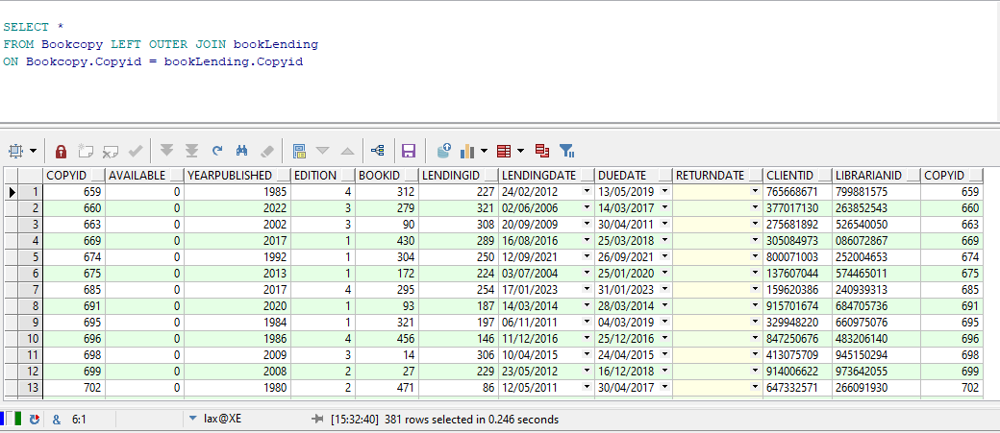 SELECT *
FROM Bookcopy LEFT OUTER JOIN bookLending
ON Bookcopy.Copyid = bookLending.Copyid
COPYID AVAILABLE YEARPUBLISHED EDITION BOOKID LENDINGID LENDINGDATE DUEDATE RETURNDATE CLIENTID LIBRARIANID COPYID
1 659 0 1985 4 312 227 24/02/2012 13/05/2019 765668671 799881575 659
2 660 0 2022 3 279 321 02/06/2006 14/03/2017 377017130 263852543 660
3 663 0 2002 3 90 308 20/09/2009 30/04/2011 275681892 526540050 663
4 669 0 2017 1 430 289 16/08/2016 25/03/2018 305084973 086072867 669
5 674 0 1992 1 304 250 12/09/2021 26/09/2021 800071003 252004653 674
6 675 0 2013 1 172 224 03/07/2004 25/01/2020 137607044 574465011 675
7 685 0 2017 4 295 254 17/01/2023 31/01/2023 159620386 240939313 685
8 691 0 2020 1 93 187 14/03/2014 28/03/2014 915701674 684705736 691
9 695 0 1984 1 321 197 06/11/2011 04/03/2019 329948220 660975076 695
10 696 0 1986 4 456 146 11/12/2016 25/12/2016 847250676 483206140 696
11 698 0 2009 3 14 306 10/04/2015 24/04/2015 413075709 945150294 698
12 699 0 2008 2 27 229 23/05/2012 16/12/2018 914006622 973642055 699
13 702 0 1980 2 471 86 12/05/2011 30/04/2017 647332571 266091930 702
& 6:1 lax@XE [15:32:40] 381 rows selected in 0.246 seconds